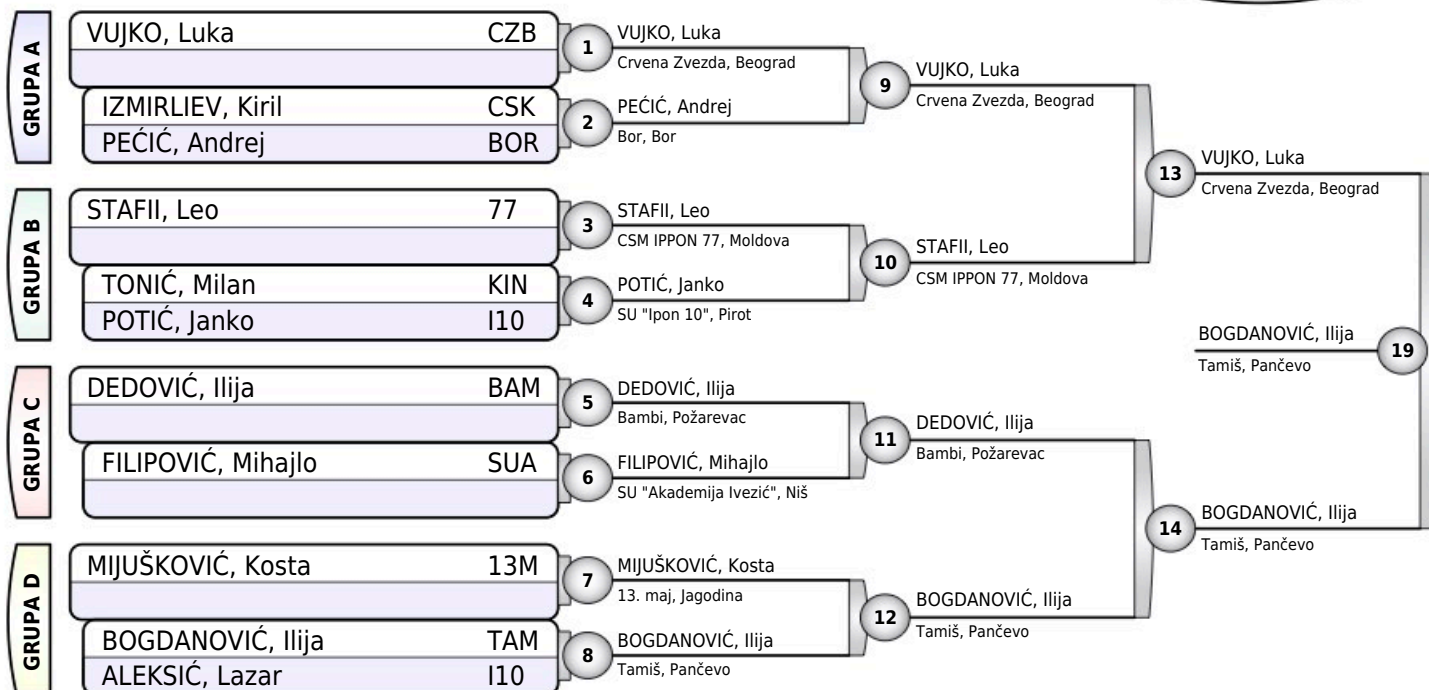 GRUPA A
VUJKO, Luka CZB
IZMIRLIEV, Kiril CSK
PEĆIĆ, Andrej BOR
1
VUJKO, Luka
Crvena Zvezda, Beograd
2
PEĆIĆ, Andrej
Bor, Bor
9
VUJKO, Luka
Crvena Zvezda, Beograd
GRUPA B
STAFII, Leo 77
TONIĆ, Milan KIN
POTIĆ, Janko I10
3
STAFII, Leo
CSM IPPON 77, Moldova
4
POTIĆ, Janko
SU "Ipon 10", Pirot
10
STAFII, Leo
CSM IPPON 77, Moldova
13
VUJKO, Luka
Crvena Zvezda, Beograd
GRUPA C
DEDOVIĆ, Ilija BAM
FILIPOVIĆ, Mihajlo SUA
5
DEDOVIĆ, Ilija
Bambi, Požarevac
6
FILIPOVIĆ, Mihajlo
SU "Akademija Ivezić", Niš
11
DEDOVIĆ, Ilija
Bambi, Požarevac
GRUPA D
MIJUŠKOVIĆ, Kosta 13M
BOGDANOVIĆ, Ilija TAM
ALEKSIĆ, Lazar I10
7
MIJUŠKOVIĆ, Kosta
13. maj, Jagodina
8
BOGDANOVIĆ, Ilija
Tamiš, Pančevo
12
BOGDANOVIĆ, Ilija
Tamiš, Pančevo
14
BOGDANOVIĆ, Ilija
Tamiš, Pančevo
BOGDANOVIĆ, Ilija
Tamiš, Pančevo
19